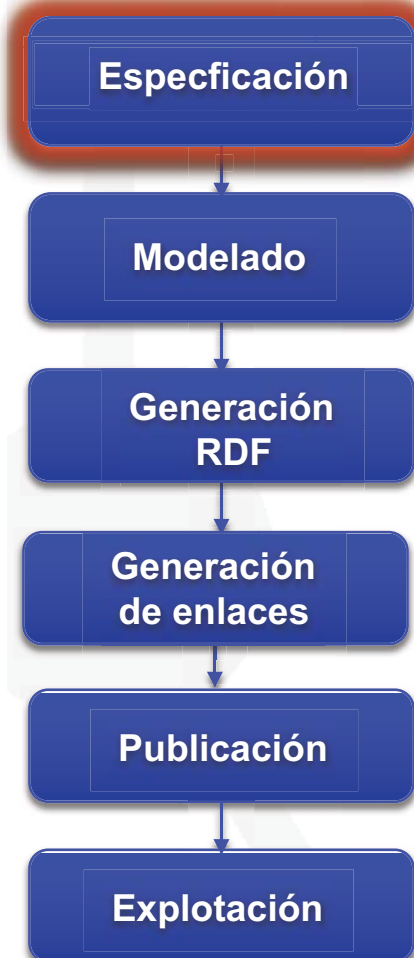 Especficación
Modelado
Generación
RDF
Generación
de enlaces
Publicación
Explotación